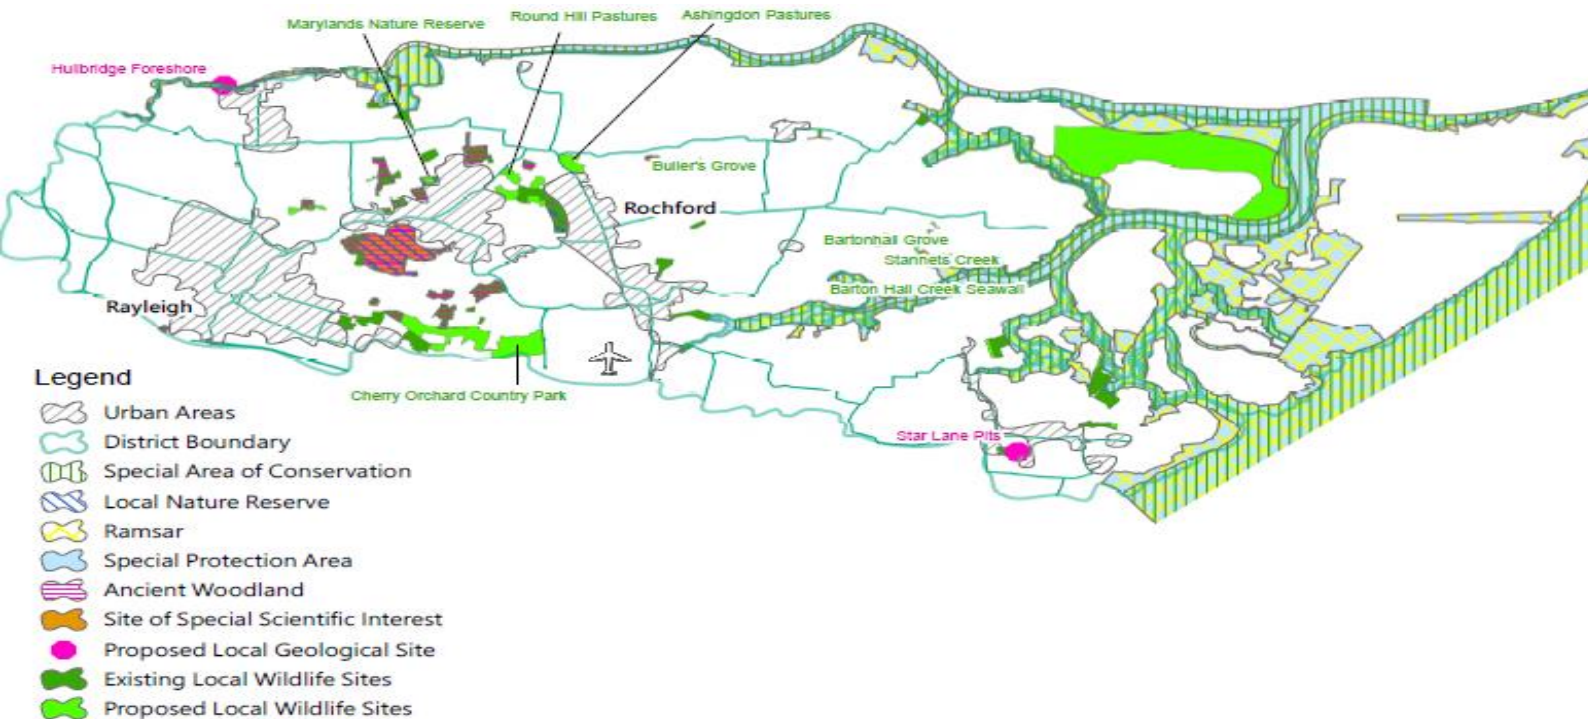 Marylands Nature Reserve
Round Hill Pastures
Ashingdon Pastures
Hullbridge Foreshore
Buller's Grove
Rochford
Bartonhall Grove
Stannets Creek
Barton Hall Creek Seawall
Rayleigh
Cherry Orchard Country Park
Star Lane Pits
Legend
Urban Areas
District Boundary
Special Area of Conservation
Local Nature Reserve
Ramsar
Special Protection Area
Ancient Woodland
Site of Special Scientific Interest
Proposed Local Geological Site
Existing Local Wildlife Sites
Proposed Local Wildlife Sites